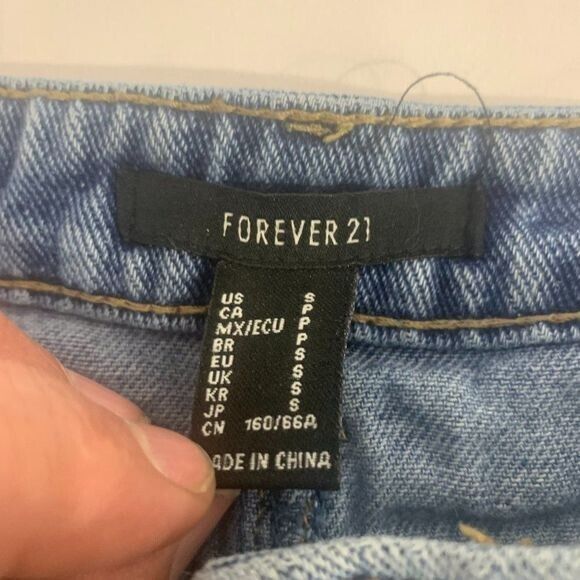 FOREVER 21
US S
CA P
MX/ECU P
BR P
EU S
UK S
KR S
JP S
CN 160/66A
ADE IN CHINA